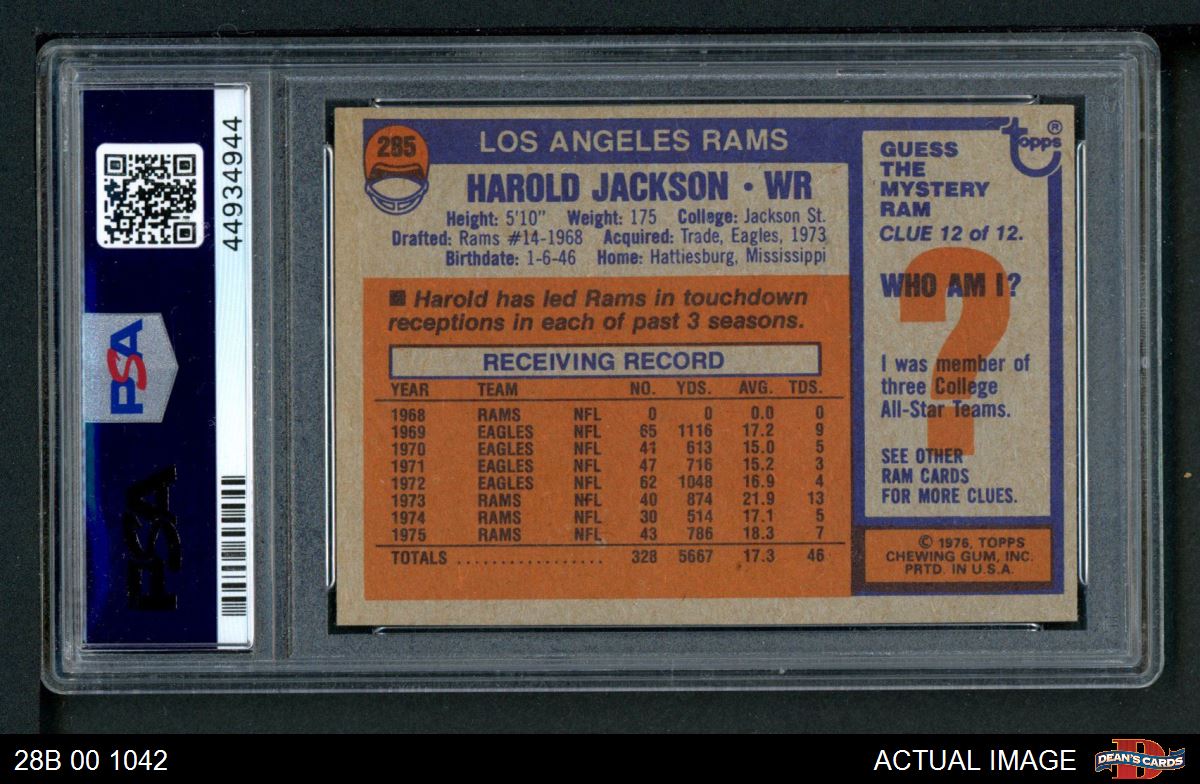 44934944
PSA
PSA
285
LOS ANGELES RAMS
HAROLD JACKSON • WR
Height: 5'10" Weight: 175 College: Jackson St.
Drafted: Rams #14-1968 Acquired: Trade, Eagles, 1973
Birthdate: 1-6-46 Home: Hattiesburg, Mississippi
■ Harold has led Rams in touchdown
receptions in each of past 3 seasons.
RECEIVING RECORD
YEAR TEAM NO. YDS. AVG. TDS.
1968 RAMS NFL 0 0 0.0 0
1969 EAGLES NFL 65 1116 17.2 9
1970 EAGLES NFL 41 613 15.0 5
1971 EAGLES NFL 47 716 15.2 3
1972 EAGLES NFL 62 1048 16.9 4
1973 RAMS NFL 40 874 21.9 13
1974 RAMS NFL 30 514 17.1 5
1975 RAMS NFL 43 786 18.3 7
TOTALS ................. 328 5667 17.3 46
topps ®
GUESS
THE
MYSTERY
RAM
CLUE 12 of 12.
WHO AM I?
?
I was member of
three College
All-Star Teams.
SEE OTHER
RAM CARDS
FOR MORE CLUES.
© 1976, TOPPS
CHEWING GUM, INC.
PRTD. IN U.S.A.
28B 00 1042
ACTUAL IMAGE
D
DEAN'S CARDS